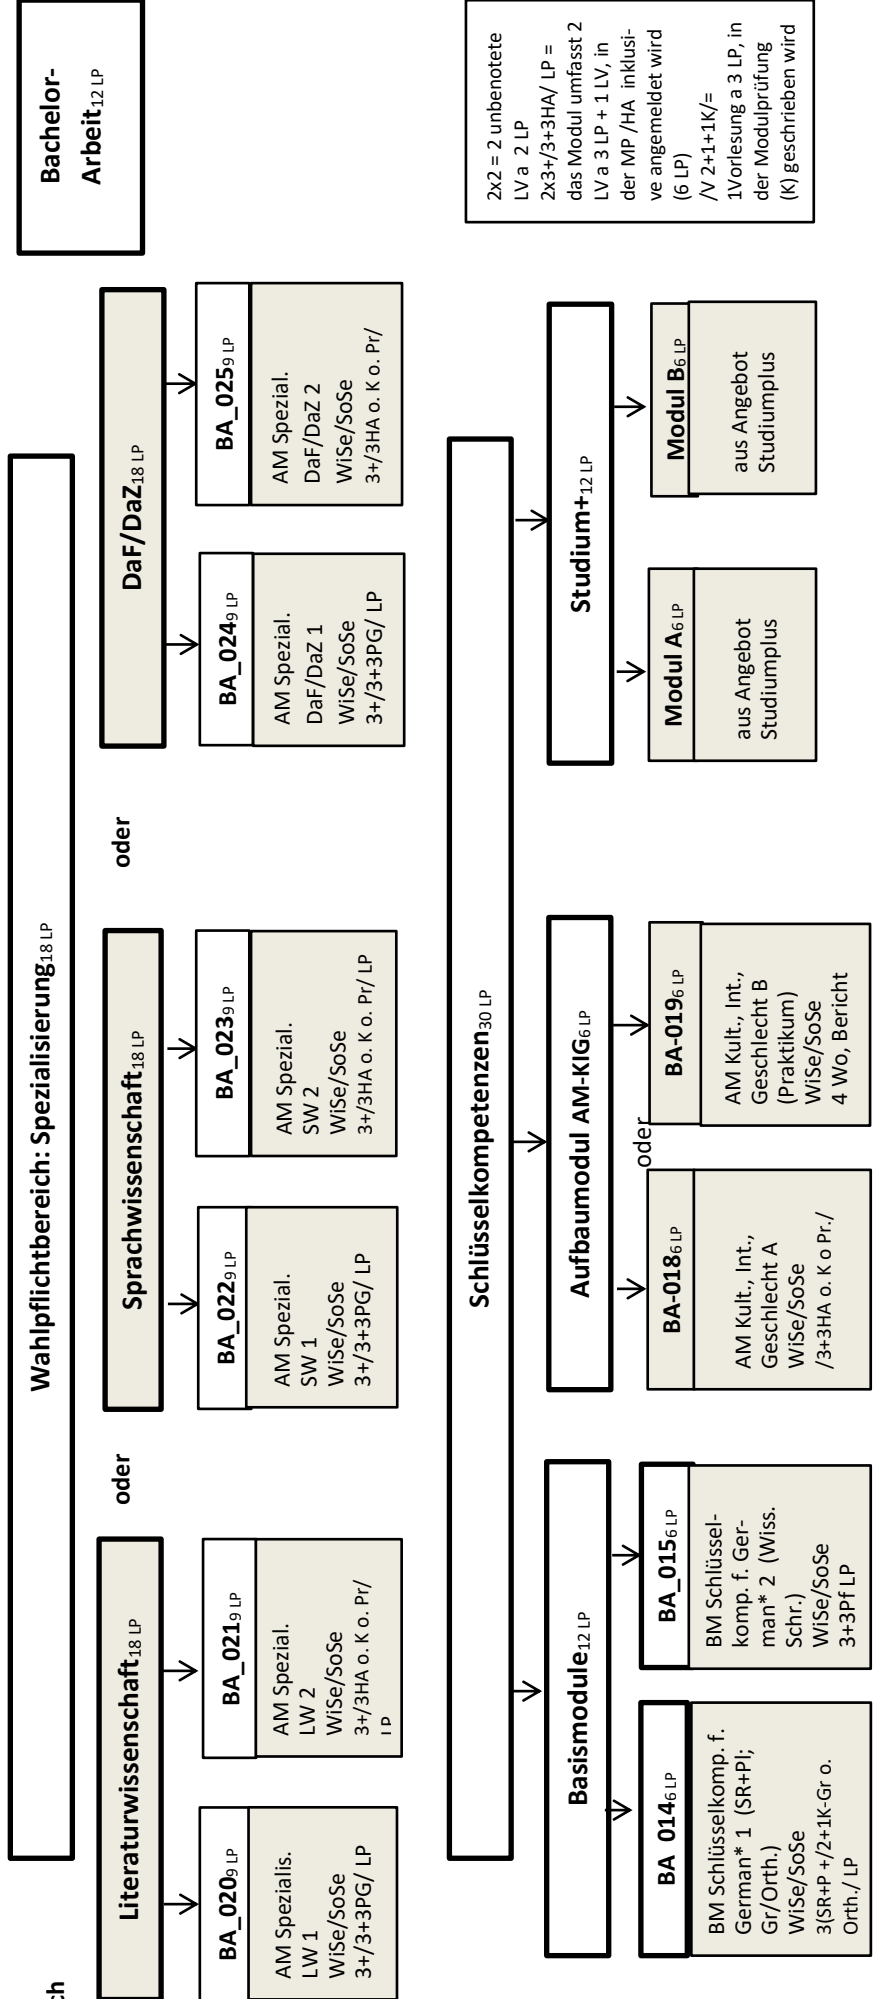 Wahlpflichtbereich: Spezialisierung18 LP
Bachelor-
Arbeit12 LP
ch
Literaturwissenschaft18 LP
oder
Sprachwissenschaft18 LP
oder
DaF/DaZ18 LP
BA_0209 LP
AM Spezialis.
LW 1
WiSe/SoSe
3+/3+3PG/ LP
BA_0219 LP
AM Spezial.
LW 2
WiSe/SoSe
3+/3HA o. K o. Pr/
LP
BA_0229 LP
AM Spezial.
SW 1
WiSe/SoSe
3+/3+3PG/ LP
BA_0239 LP
AM Spezial.
SW 2
WiSe/SoSe
3+/3HA o. K o. Pr/ LP
BA_0249 LP
AM Spezial.
DaF/DaZ 1
WiSe/SoSe
3+/3+3PG/ LP
BA_0259 LP
AM Spezial.
DaF/DaZ 2
WiSe/SoSe
3+/3HA o. K o. Pr/
Schlüsselkompetenzen30 LP
Basismodule12 LP
Aufbaumodul AM-KIG6 LP
Studium+12 LP
BA 0146 LP
BM Schlüsselkomp. f.
German* 1 (SR+Pl;
Gr/Orth.)
WiSe/SoSe
3(SR+P +/2+1K-Gr o.
Orth./ LP
BA_0156 LP
BM Schlüssel-
komp. f. Ger-
man* 2 (Wiss.
Schr.)
WiSe/SoSe
3+3Pf LP
BA-0186 LP
AM Kult., Int.,
Geschlecht A
WiSe/SoSe
/3+3HA o. K o Pr./
oder
BA-0196 LP
AM Kult., Int.,
Geschlecht B
(Praktikum)
WiSe/SoSe
4 Wo, Bericht
Modul A6 LP
aus Angebot
Studiumplus
Modul B6 LP
aus Angebot
Studiumplus
2x2 = 2 unbenotete
LV a 2 LP
2x3+/3+3HA/ LP =
das Modul umfasst 2
LV a 3 LP + 1 LV, in
der MP /HA inklusi-
ve angemeldet wird
(6 LP)
/V 2+1+1K/=
1Vorlesung a 3 LP, in
der Modulprüfung
(K) geschrieben wird